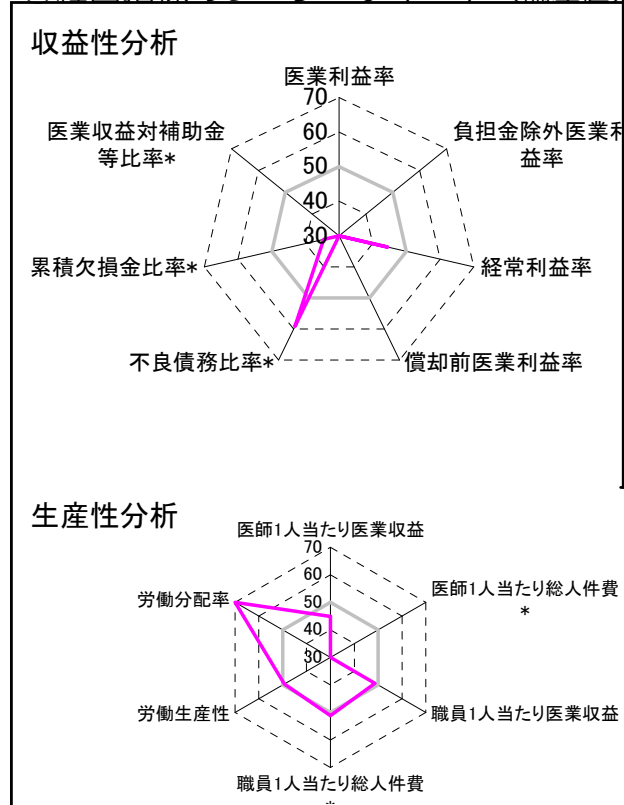 収益性分析
医業利益率
70
60
50
40
30
負担金除外医業利
益率
経常利益率
償却前医業利益率
不良債務比率*
累積欠損金比率*
医業収益対補助金
等比率*
生産性分析
医師1人当たり医業収益
70
60
50
40
30
医師1人当たり総人件費
*
職員1人当たり医業収益
職員1人当たり総人件費
*
労働生産性
労働分配率